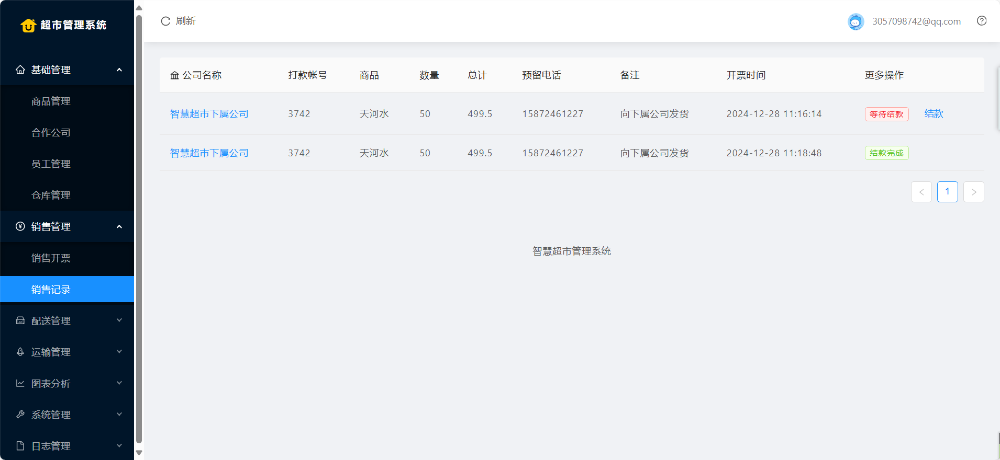 超市管理系统
基础管理
商品管理
合作公司
员工管理
仓库管理
销售管理
销售开票
销售记录
配送管理
运输管理
图表分析
系统管理
日志管理
刷新
3057098742@qq.com
公司名称 打款帐号 商品 数量 总计 预留电话 备注 开票时间 更多操作
智慧超市下属公司 3742 天河水 50 499.5 15872461227 向下属公司发货 2024-12-28 11:16:14 等待结款 结款
智慧超市下属公司 3742 天河水 50 499.5 15872461227 向下属公司发货 2024-12-28 11:18:48 结款完成
1
智慧超市管理系统